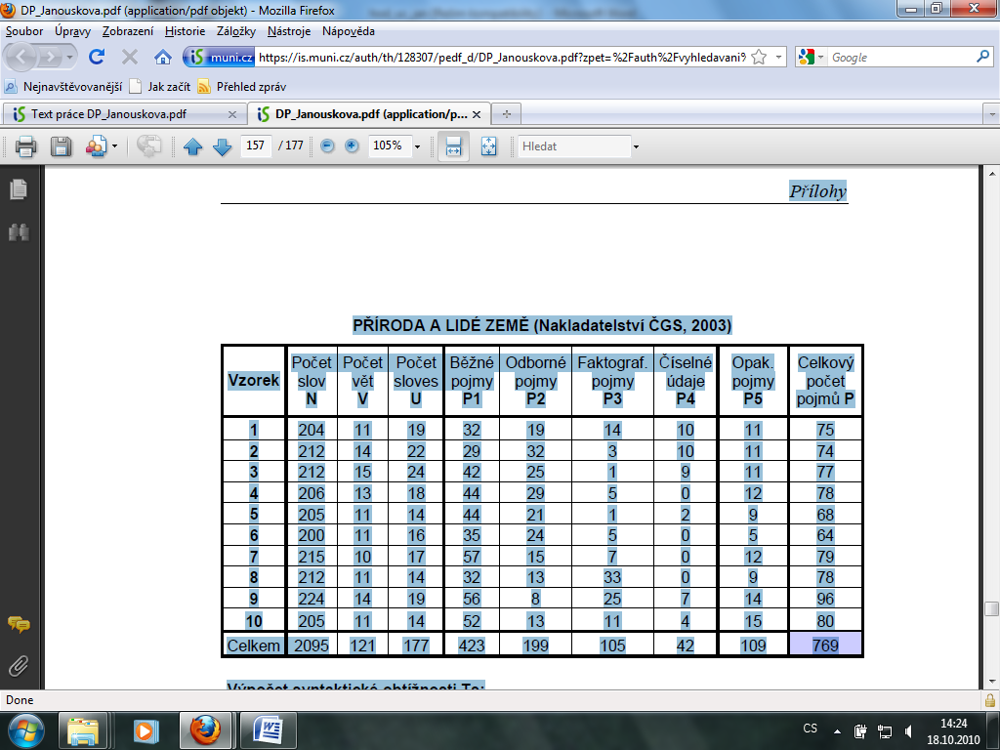 DP_Janouskova.pdf (application/pdf objekt) - Mozilla Firefox
Soubor Úpravy Zobrazení Historie Záložky Nástroje Nápověda
muni.cz https://is.muni.cz/auth/th/128307/pedf_d/DP_Janouskova.pdf?zpet=%2Fauth%2Fvyhledavani% Google
Nejnavštěvovanější Jak začít Přehled zpráv
Text práce DP_Janouskova.pdf DP_Janouskova.pdf (application/p...
157 / 177 105% Hledat
Přílohy
PŘÍRODA A LIDÉ ZEMĚ (Nakladatelství ČGS, 2003)
Vzorek Počet slov N Počet vět V Počet sloves U Běžné pojmy P1 Odborné pojmy P2 Faktograf. pojmy P3 Číselné údaje P4 Opak. pojmy P5 Celkový počet pojmů P
1 204 11 19 32 19 14 10 11 75
2 212 14 22 29 32 3 10 11 74
3 212 15 24 42 25 1 9 11 77
4 206 13 18 44 29 5 0 12 78
5 205 11 14 44 21 1 2 9 68
6 200 11 16 35 24 5 0 5 64
7 215 10 17 57 15 7 0 12 79
8 212 11 14 32 13 33 0 9 78
9 224 14 19 56 8 25 7 14 96
10 205 11 14 52 13 11 4 15 80
Celkem 2095 121 177 423 199 105 42 109 769
Výpočet syntaktické obtížnosti Ts:
Done
CS 14:24
18.10.2010